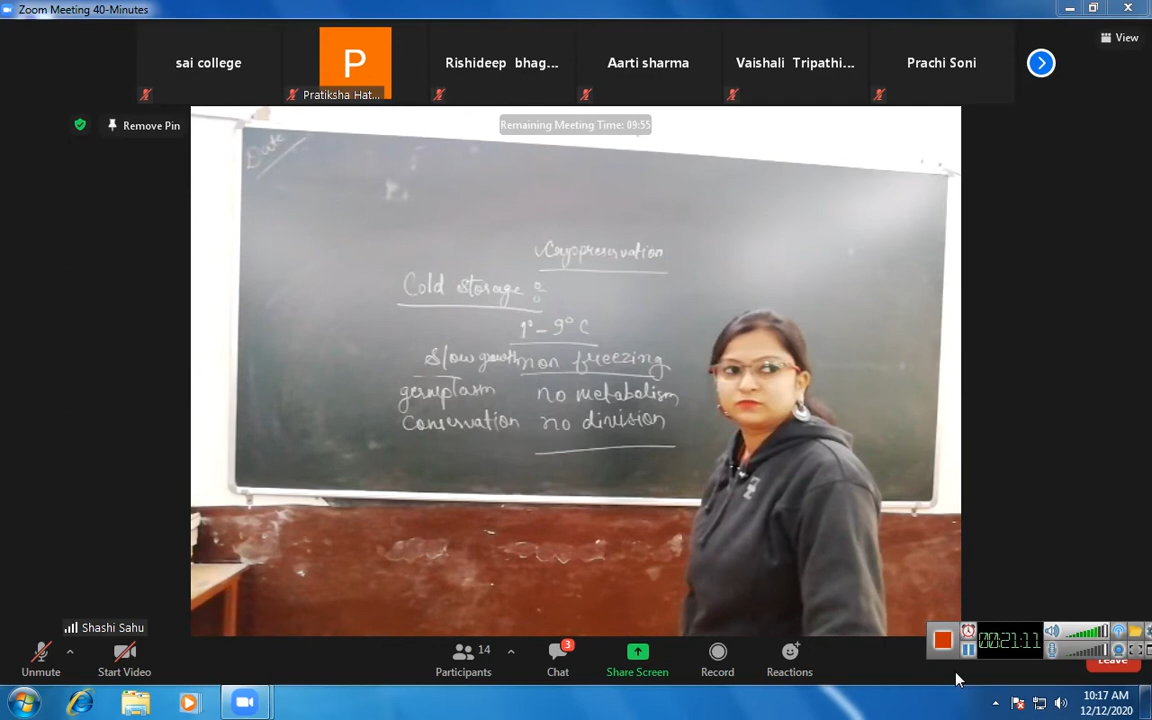 Zoom Meeting 40-Minutes
View
sai college
P
Pratiksha Hat...
Rishideep bhag...
Aarti sharma
Vaishali Tripathi...
Prachi Soni
Remove Pin
Remaining Meeting Time: 09:55
Date
Cryopreservation
Cold storage :
1° - 9° C
Slow growth non freezing
germplasm no metabolism
Conservation no division
Shashi Sahu
00:21:11
Unmute
Start Video
14
Participants
3
Chat
Share Screen
Record
Reactions
Leave
10:17 AM
12/12/2020